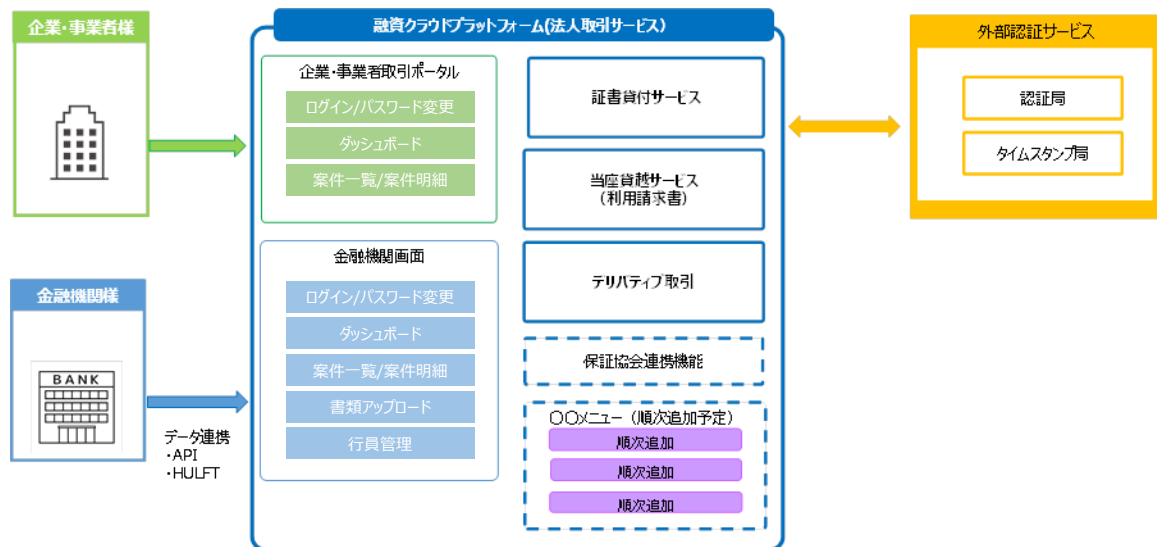 企業・事業者様
金融機関様
BANK
データ連携
・API
・HULFT
融資クラウドプラットフォーム(法人取引サービス)
企業・事業者取引ポータル
ログイン/パスワード変更
ダッシュボード
案件一覧/案件明細
金融機関画面
ログイン/パスワード変更
ダッシュボード
案件一覧/案件明細
書類アップロード
行員管理
証書貸付サービス
当座貸越サービス
(利用請求書)
デリバティブ取引
保証協会連携機能
〇〇メニュー（順次追加予定）
順次追加
順次追加
順次追加
外部認証サービス
認証局
タイムスタンプ局